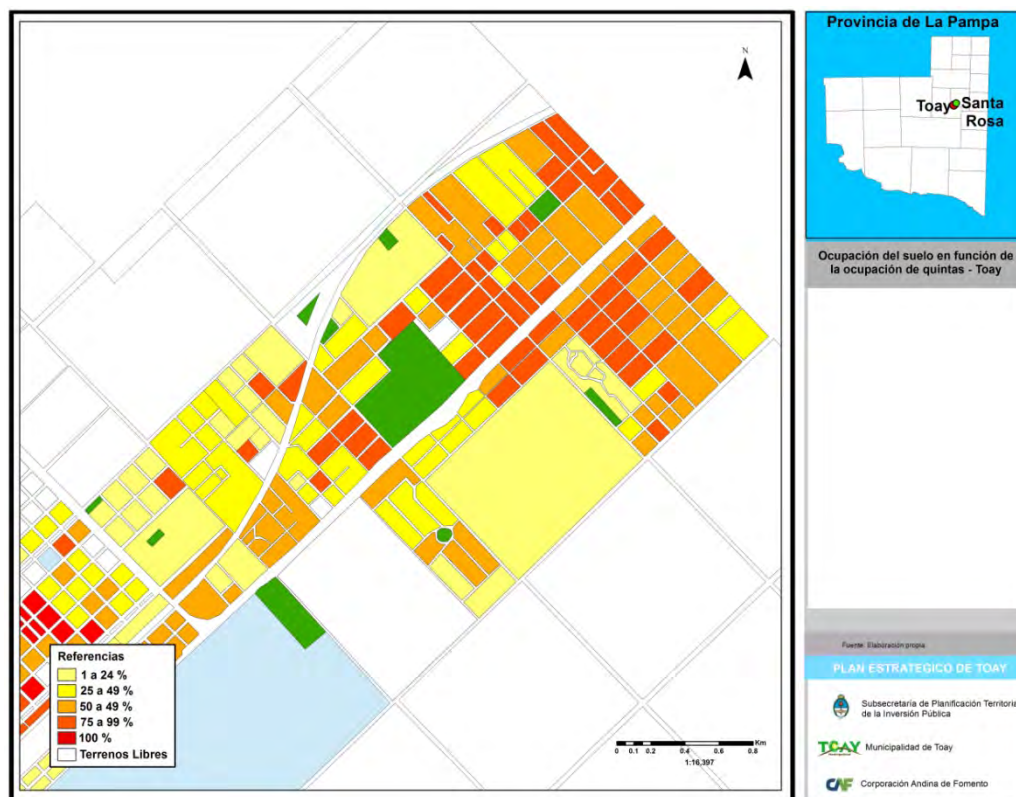 N
Referencias
1 a 24 %
25 a 49 %
50 a 49 %
75 a 99 %
100 %
Terrenos Libres
Km
0 0.1 0.2 0.4 0.6 0.8
1:16,397
Provincia de La Pampa
Toay
Santa
Rosa
Ocupación del suelo en función de
la ocupación de quintas - Toay
Fuente: Elaboración propia
PLAN ESTRATEGICO DE TOAY
Subsecretaría de Planificación Territoria
de la Inversión Pública
TOAY
Municipalidad de Toay
CAF
Corporación Andina de Fomento